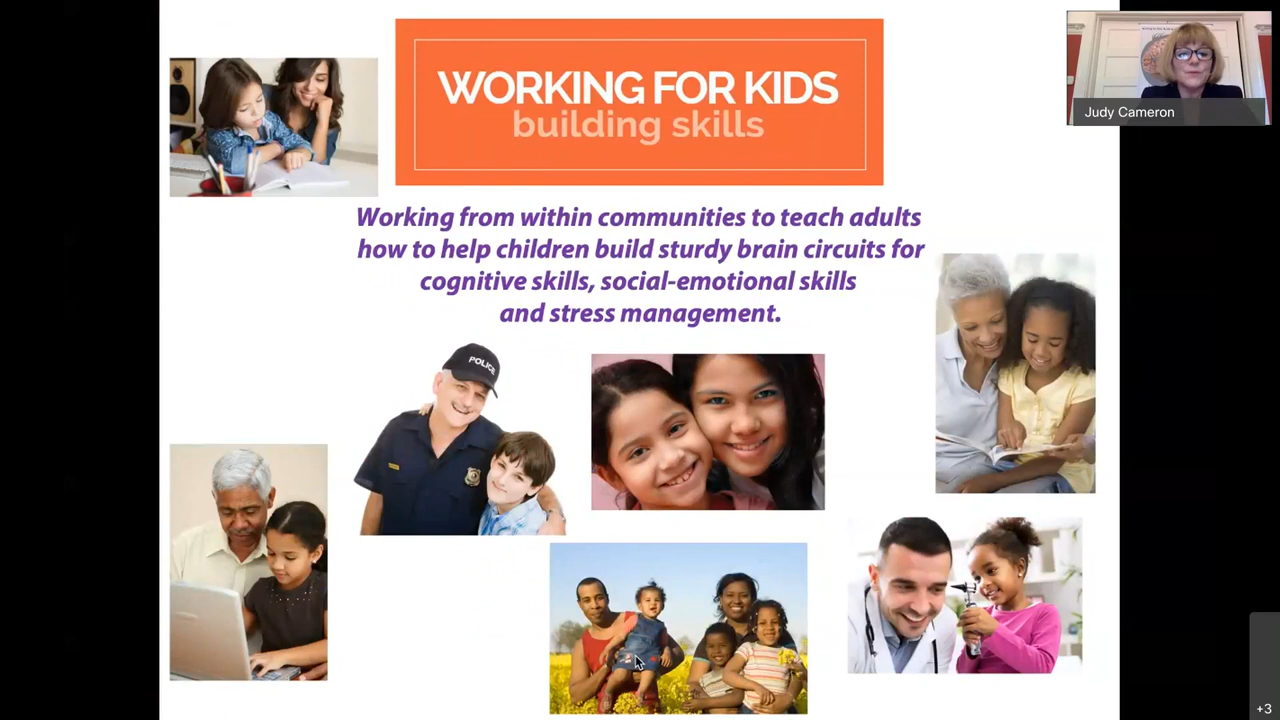 WORKING FOR KIDS
building skills
Judy Cameron
Working from within communities to teach adults
how to help children build sturdy brain circuits for
cognitive skills, social-emotional skills
and stress management.
POLICE
+3